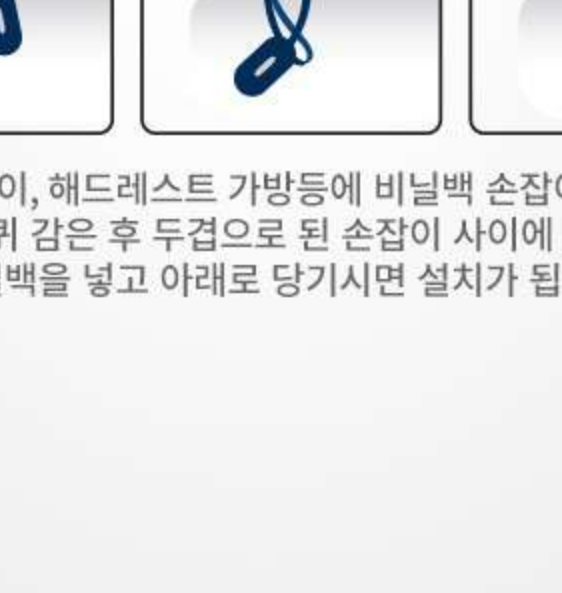 이, 해드레스트 가방등에 비닐백 손잡
감은 후 두겹으로 된 손잡이 사이에
백을 넣고 아래로 당기시면 설치가 됩